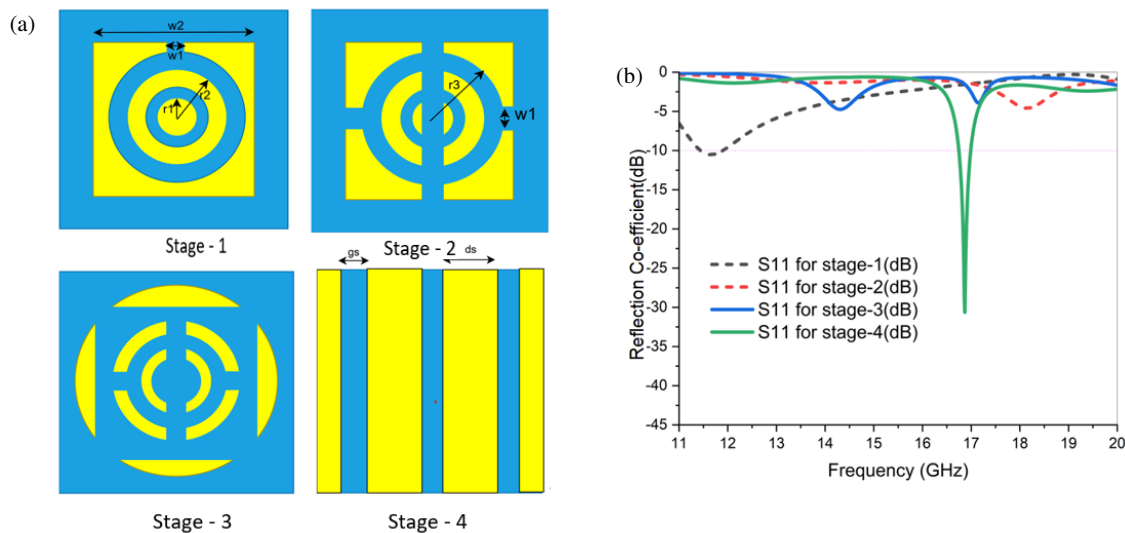 (a)
w2
w1
r1
r2
Stage - 1
r3
w1
Stage - 2
Stage - 3
gs
ds
Stage - 4
(b)
0
-5
-10
-15
-20
-25
-30
-35
-40
-45
Reflection Co-efficient(dB)
S11 for stage-1(dB)
S11 for stage-2(dB)
S11 for stage-3(dB)
S11 for stage-4(dB)
11 12 13 14 15 16 17 18 19 20
Frequency (GHz)